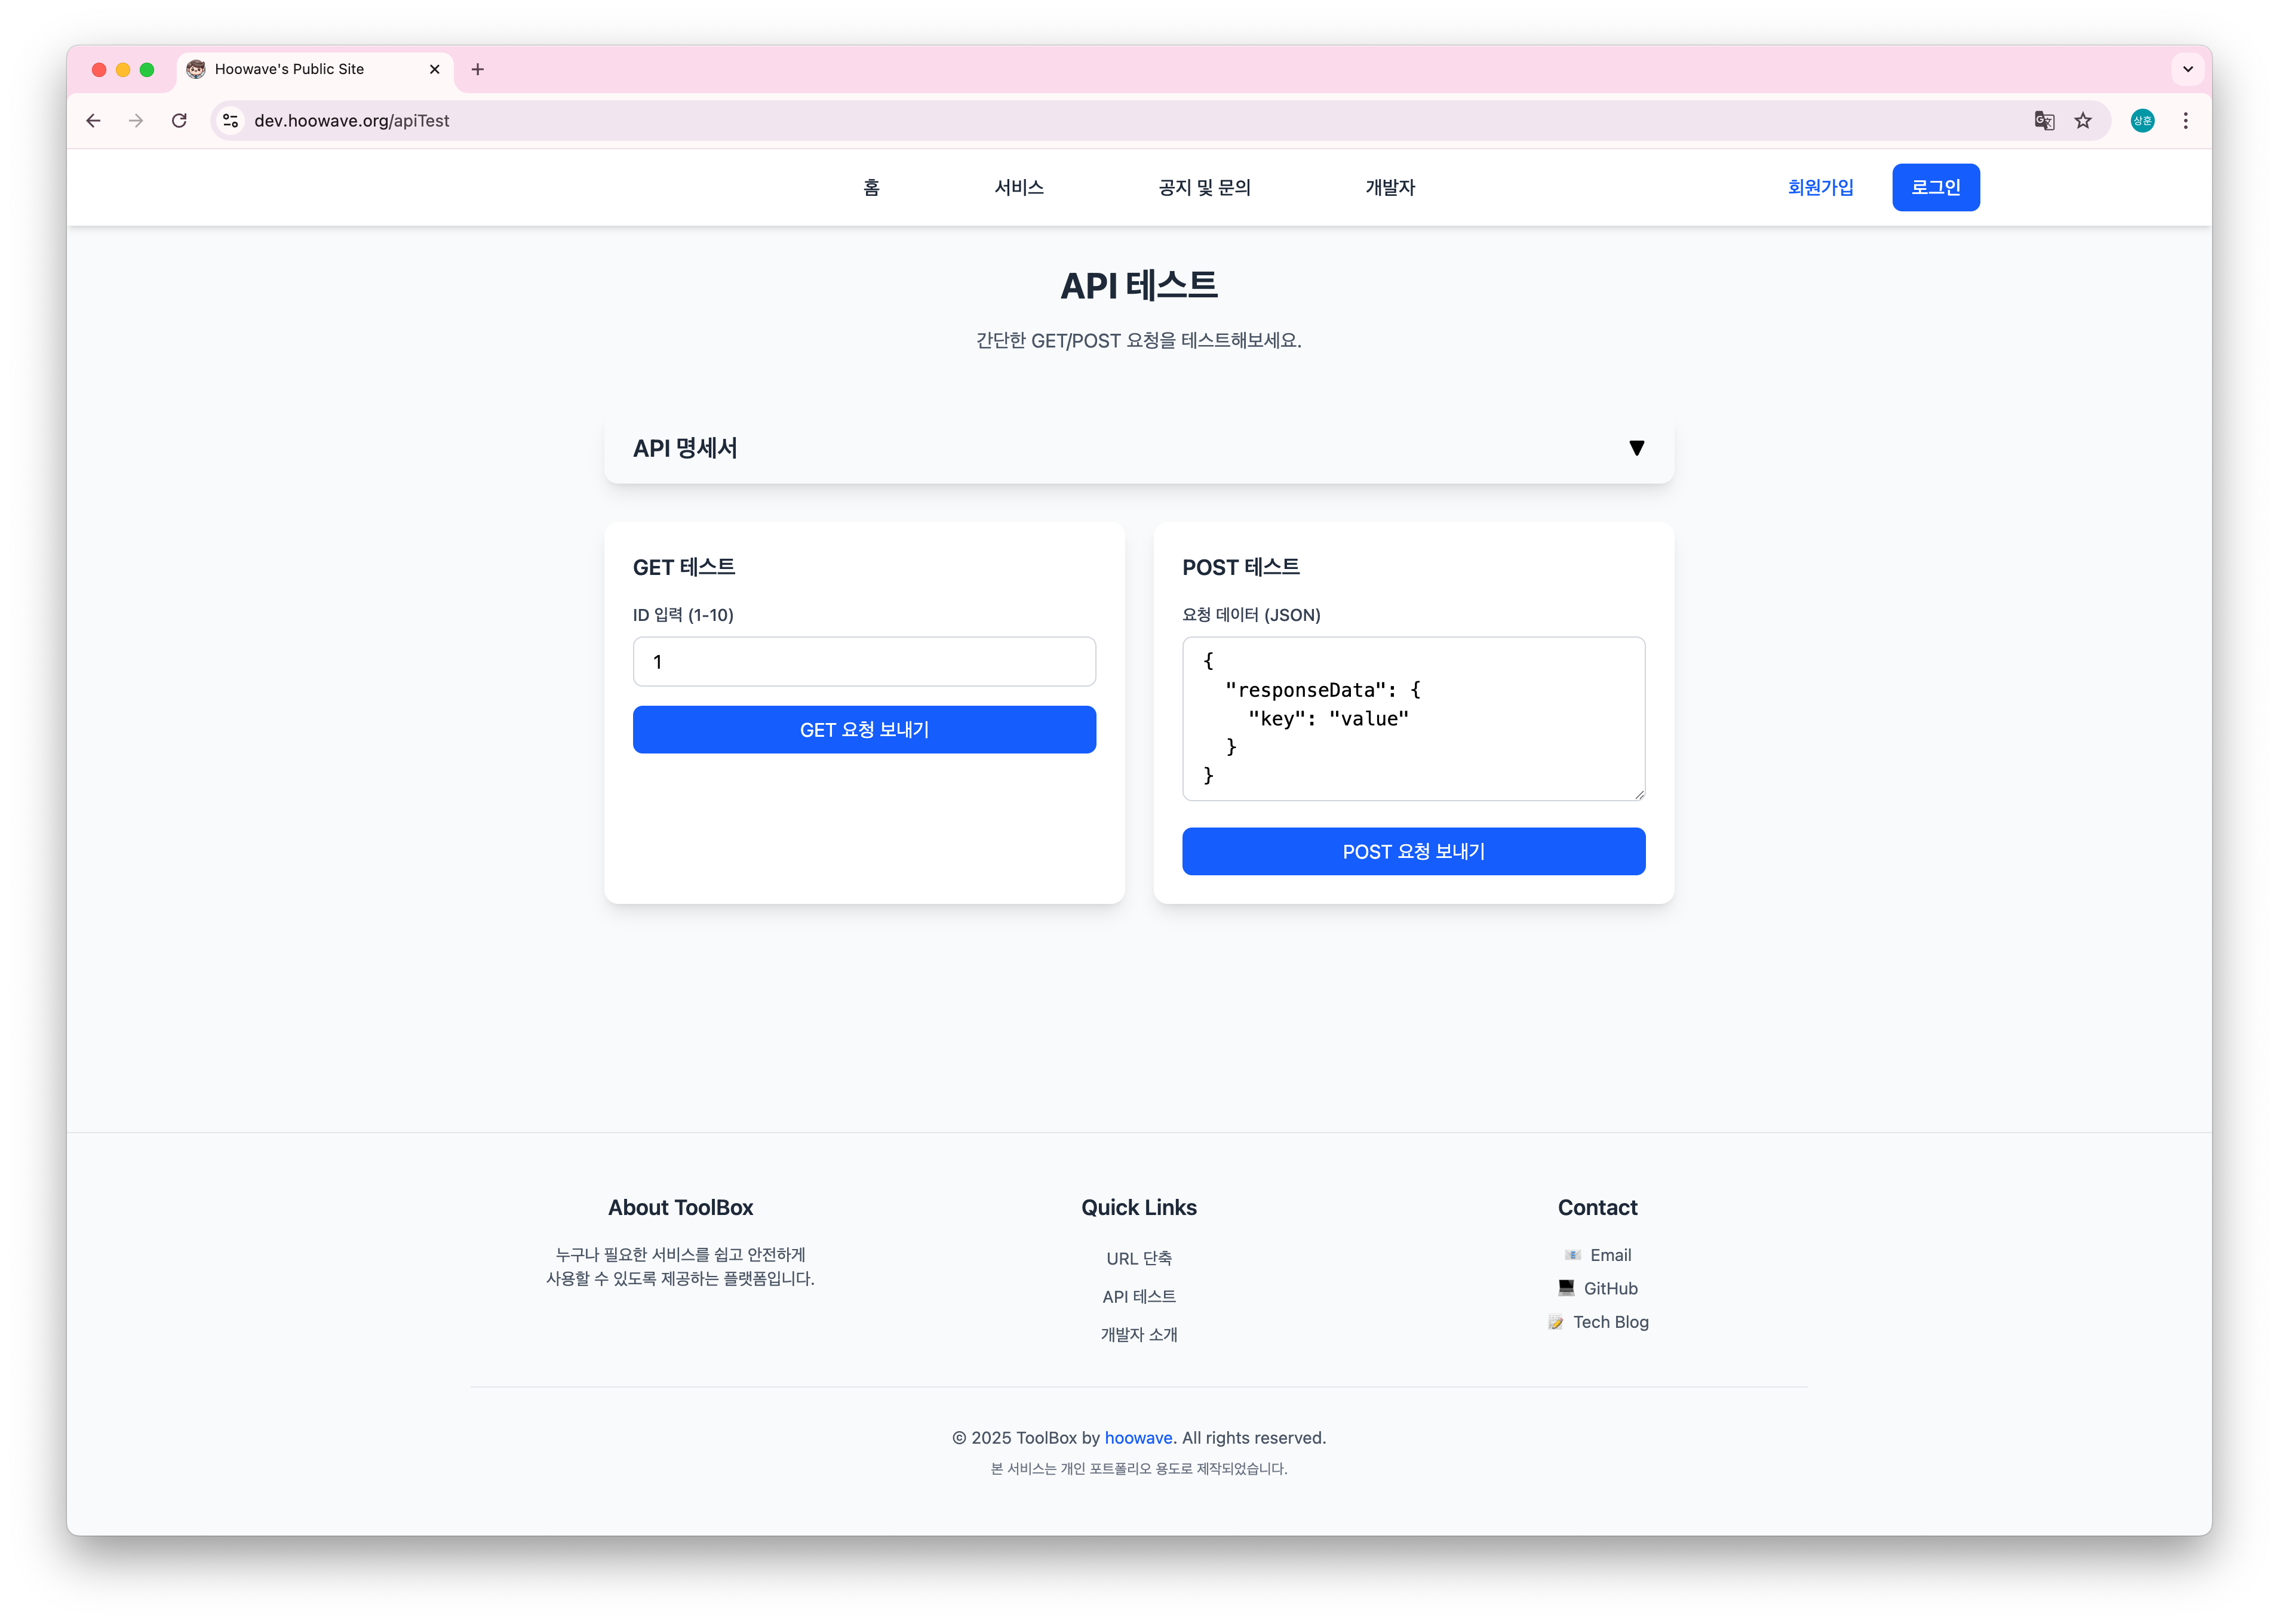 Hoowave's Public Site
dev.hoowave.org/apiTest
상훈
홈 서비스 공지 및 문의 개발자 회원가입 로그인
API 테스트
간단한 GET/POST 요청을 테스트해보세요.
API 명세서 ▼
GET 테스트
ID 입력 (1-10)
1
GET 요청 보내기
POST 테스트
요청 데이터 (JSON)
{
  "responseData": {
    "key": "value"
  }
}
POST 요청 보내기
About ToolBox
누구나 필요한 서비스를 쉽고 안전하게
사용할 수 있도록 제공하는 플랫폼입니다.
Quick Links
URL 단축
API 테스트
개발자 소개
Contact
Email
GitHub
Tech Blog
© 2025 ToolBox by hoowave. All rights reserved.
본 서비스는 개인 포트폴리오 용도로 제작되었습니다.